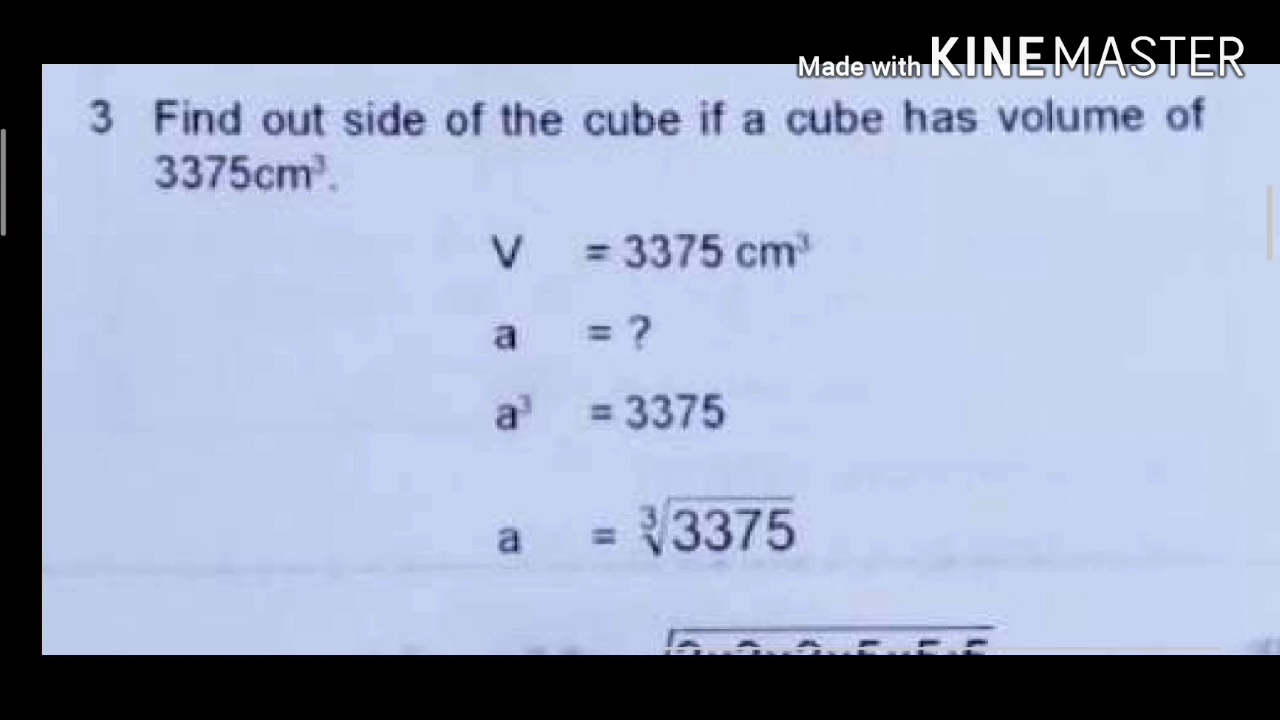 Made with KINEMASTER
3 Find out side of the cube if a cube has volume of
3375cm³.
V = 3375 cm³
a = ?
a³ = 3375
a = ∛3375